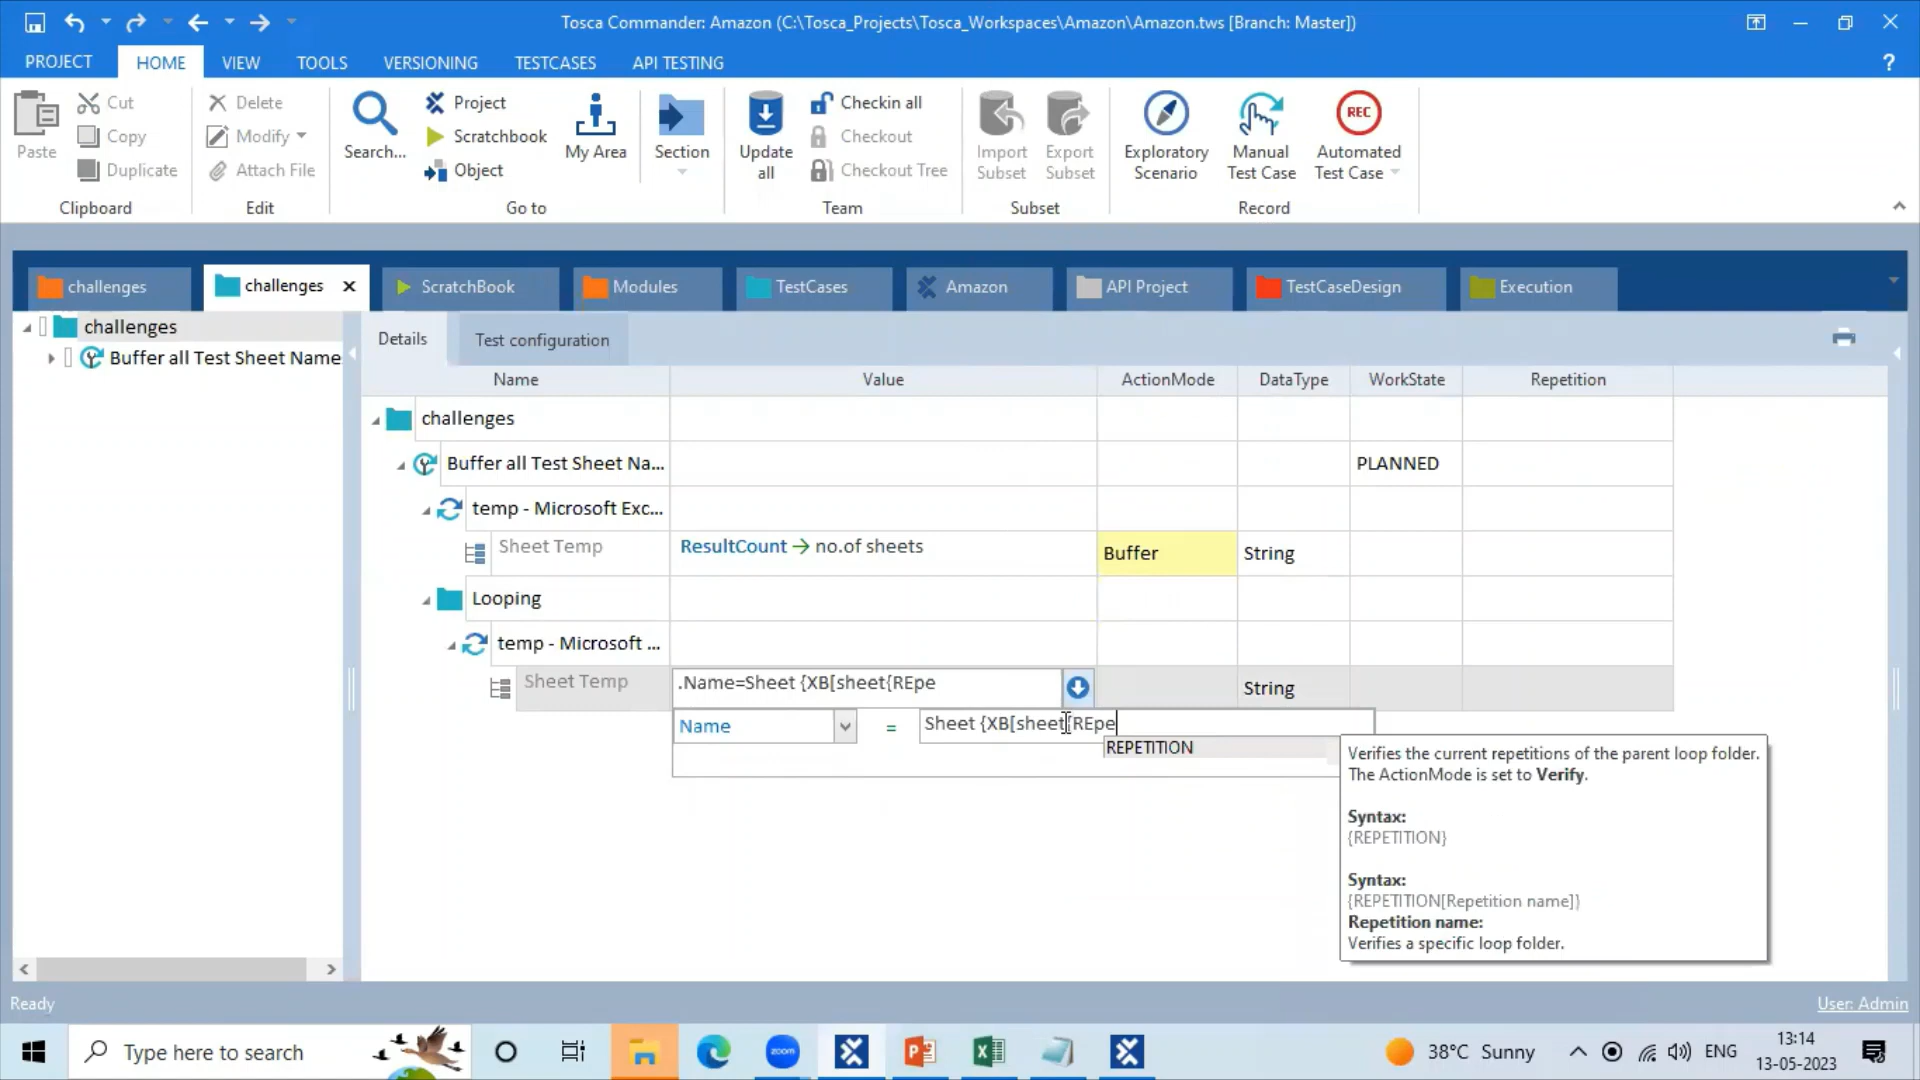 Tosca Commander: Amazon (C:\Tosca_Projects\Tosca_Workspaces\Amazon\Amazon.tws [Branch: Master])
PROJECT HOME VIEW TOOLS VERSIONING TESTCASES API TESTING ?
Paste Cut Copy Duplicate
Clipboard
Delete Modify Attach File
Edit
Search... Project Scratchbook Object My Area Section
Go to
Update all Checkin all Checkout Checkout Tree
Team
Import Subset Export Subset
Subset
Exploratory Scenario Manual Test Case REC Automated Test Case
Record
challenges challenges ScratchBook Modules TestCases Amazon API Project TestCaseDesign Execution
challenges
Buffer all Test Sheet Name
Details Test configuration
Name Value ActionMode DataType WorkState Repetition
challenges
Buffer all Test Sheet Na... PLANNED
temp - Microsoft Exc...
Sheet Temp ResultCount → no.of sheets Buffer String
Looping
temp - Microsoft ...
Sheet Temp .Name=Sheet {XB[sheet{REpe String
Name = Sheet {XB[sheet{REpe
REPETITION
Verifies the current repetitions of the parent loop folder.
The ActionMode is set to Verify.
Syntax:
{REPETITION}
Syntax:
{REPETITION[Repetition name]}
Repetition name:
Verifies a specific loop folder.
Ready User: Admin
Type here to search zoom 38°C Sunny ENG 13:14
13-05-2023